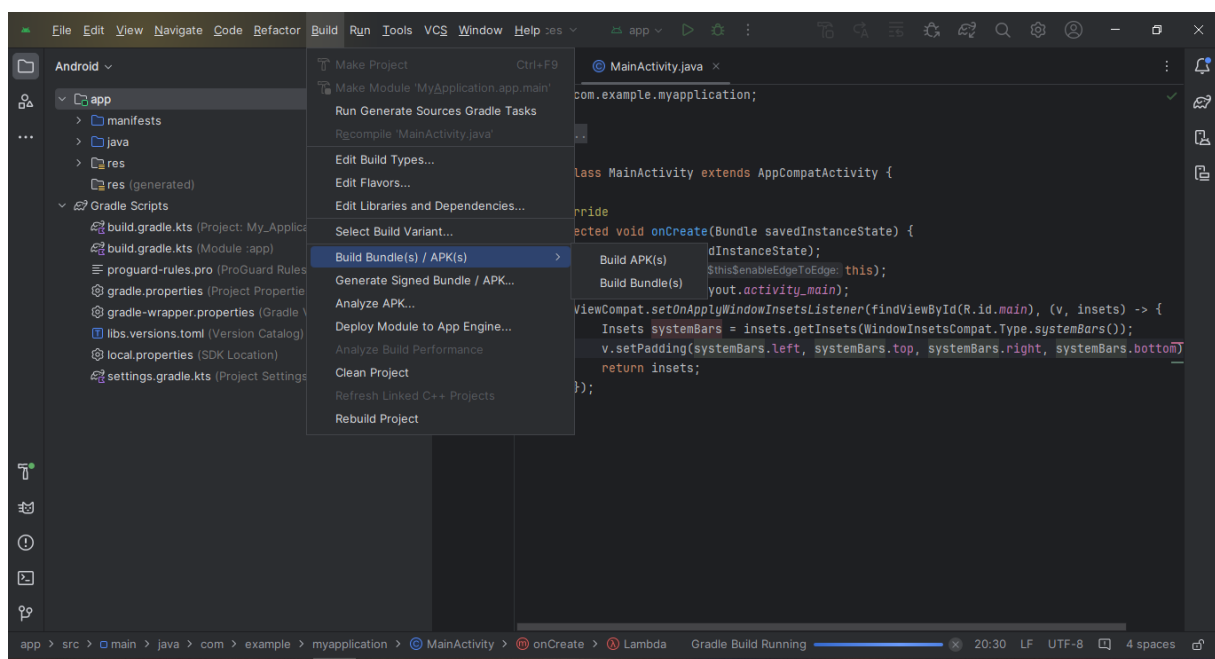 File Edit View Navigate Code Refactor Build Run Tools VCS Window Help :es app
Android
MainActivity.java
app
manifests
java
res
res (generated)
Gradle Scripts
build.gradle.kts (Project: My_Applica
build.gradle.kts (Module :app)
proguard-rules.pro (ProGuard Rules
gradle.properties (Project Propertie
gradle-wrapper.properties (Gradle V
libs.versions.toml (Version Catalog)
local.properties (SDK Location)
settings.gradle.kts (Project Settings
Make Project Ctrl+F9
Make Module 'MyApplication.app.main'
Run Generate Sources Gradle Tasks
Recompile 'MainActivity.java'
Edit Build Types...
Edit Flavors...
Edit Libraries and Dependencies...
Select Build Variant...
Build Bundle(s) / APK(s)
Generate Signed Bundle / APK...
Analyze APK...
Deploy Module to App Engine...
Analyze Build Performance
Clean Project
Refresh Linked C++ Projects
Rebuild Project
Build APK(s)
Build Bundle(s)
com.example.myapplication;
..
lass MainActivity extends AppCompatActivity {
rride
ected void onCreate(Bundle savedInstanceState) {
dInstanceState);
$this$enableEdgeToEdge: this);
yout.activity_main);
ViewCompat.setOnApplyWindowInsetsListener(findViewById(R.id.main), (v, insets) -> {
Insets systemBars = insets.getInsets(WindowInsetsCompat.Type.systemBars());
v.setPadding(systemBars.left, systemBars.top, systemBars.right, systemBars.bottom)
return insets;
});
app > src > main > java > com > example > myapplication > MainActivity > onCreate > Lambda Gradle Build Running 20:30 LF UTF-8 4 spaces